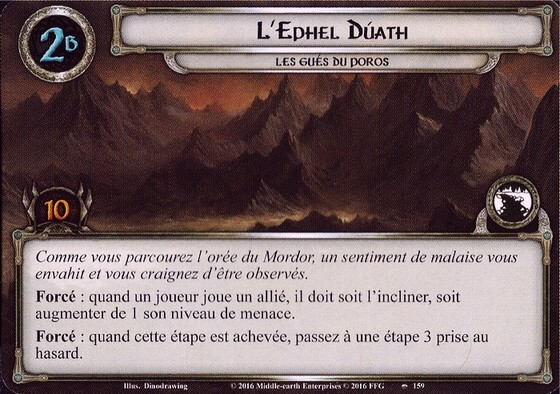 2B
L'Ephel Dúath
Les Gués du Poros
10
Comme vous parcourez l'orée du Mordor, un sentiment de malaise vous
envahit et vous craignez d'être observés.
Forcé : quand un joueur joue un allié, il doit soit l'incliner, soit
augmenter de 1 son niveau de menace.
Forcé : quand cette étape est achevée, passez à une étape 3 prise au
hasard.
Illus. Dinodrawing © 2016 Middle-earth Enterprises © 2016 FFG 159